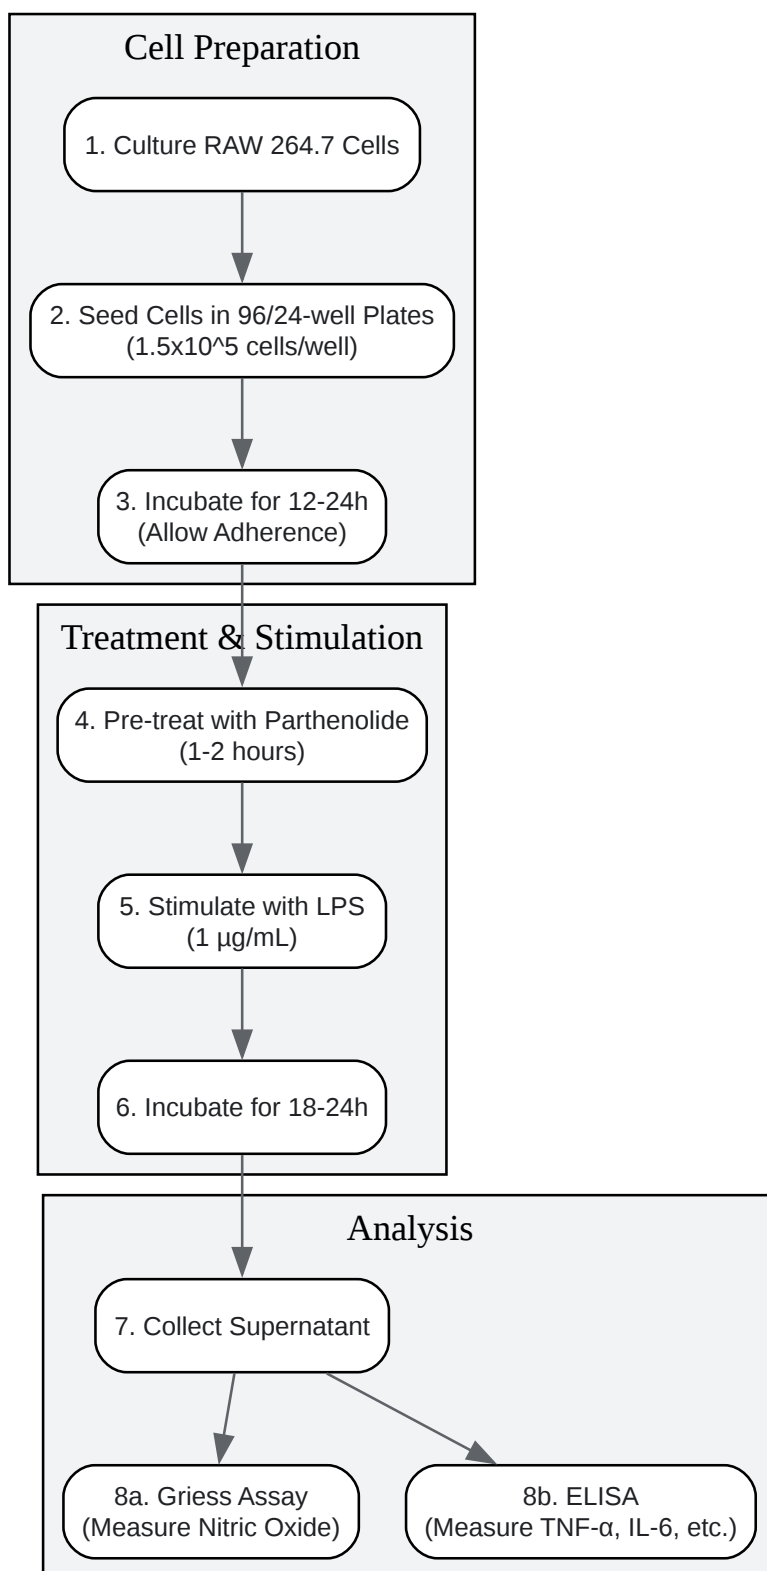 Cell Preparation
1. Culture RAW 264.7 Cells
2. Seed Cells in 96/24-well Plates
(1.5x10^5 cells/well)
3. Incubate for 12-24h
(Allow Adherence)
Treatment & Stimulation
4. Pre-treat with Parthenolide
(1-2 hours)
5. Stimulate with LPS
(1 µg/mL)
6. Incubate for 18-24h
Analysis
7. Collect Supernatant
8a. Griess Assay
(Measure Nitric Oxide)
8b. ELISA
(Measure TNF-α, IL-6, etc.)